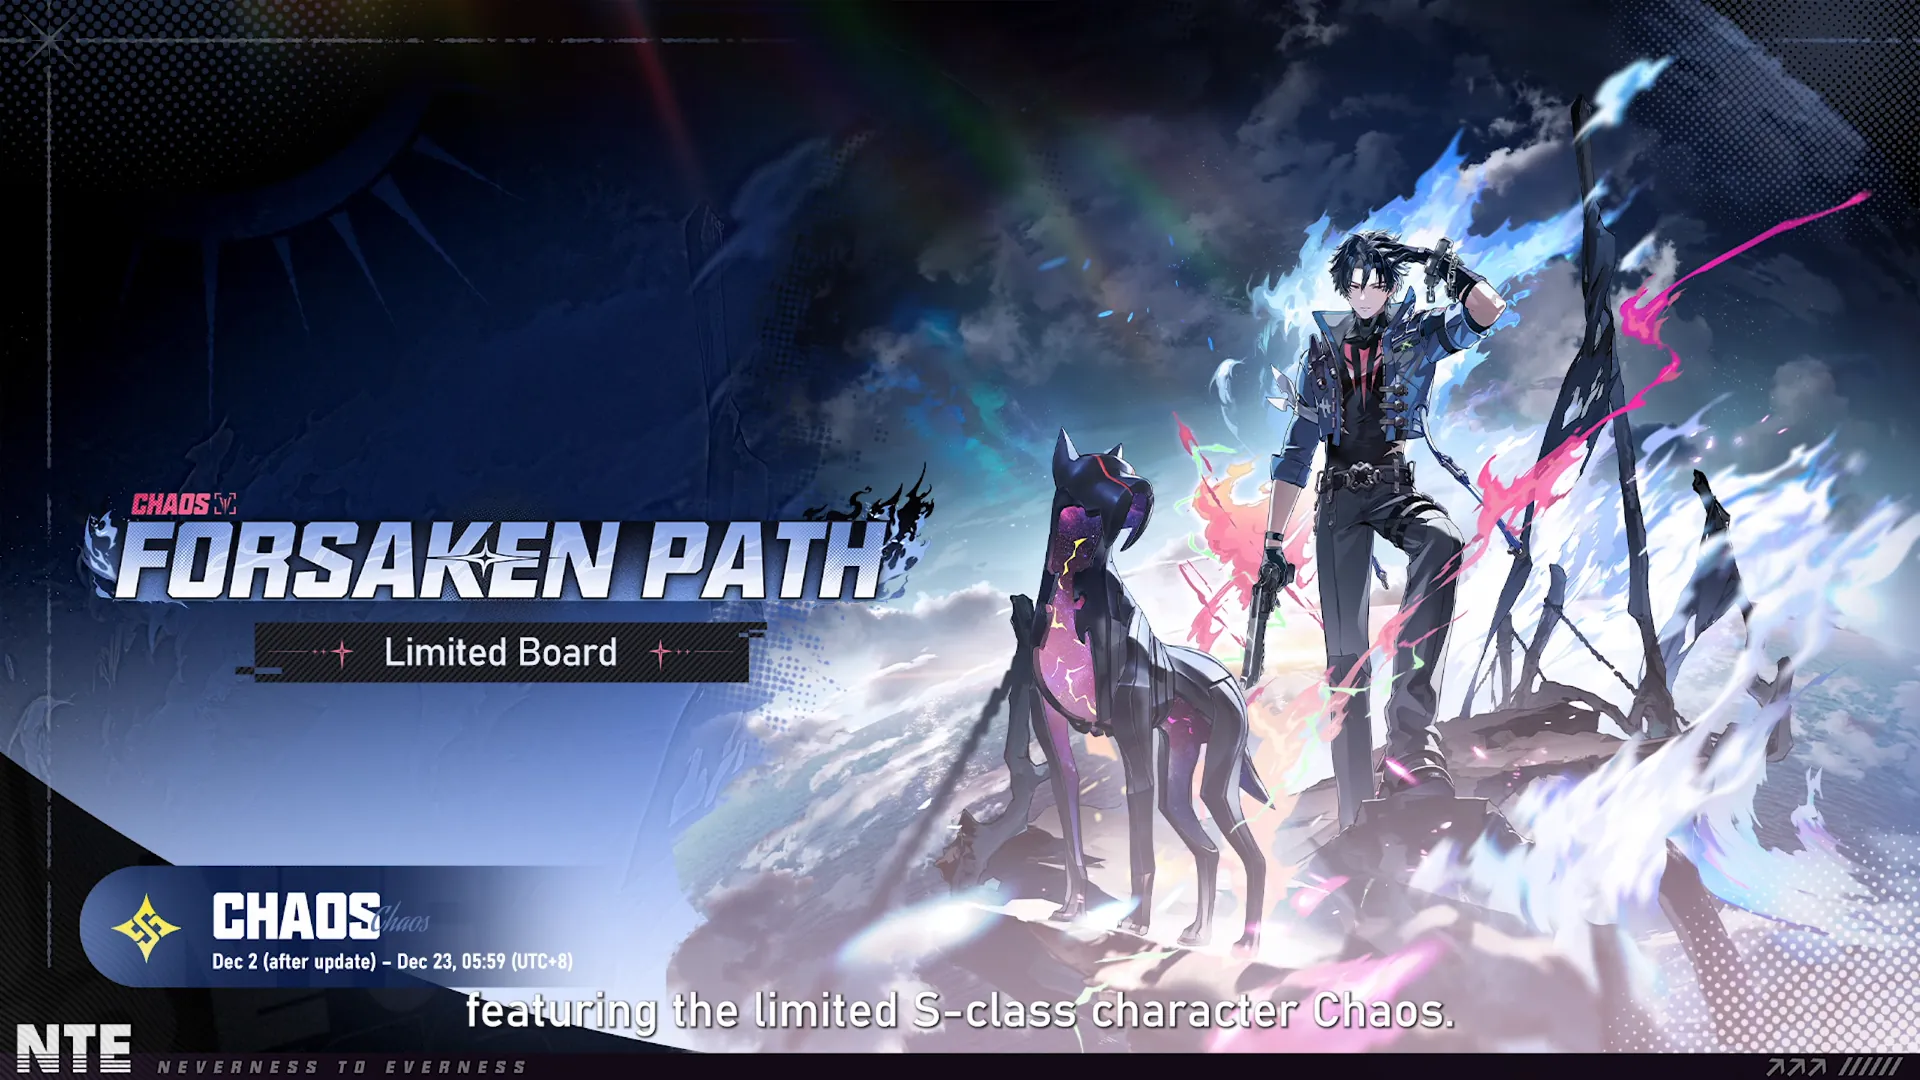 CHAOS
FORSAKEN PATH
Limited Board
CHAOS Chaos
Dec 2 (after update) – Dec 23, 05:59 (UTC+8)
featuring the limited S-class character Chaos.
NTE
NEVERNESS TO EVERNESS